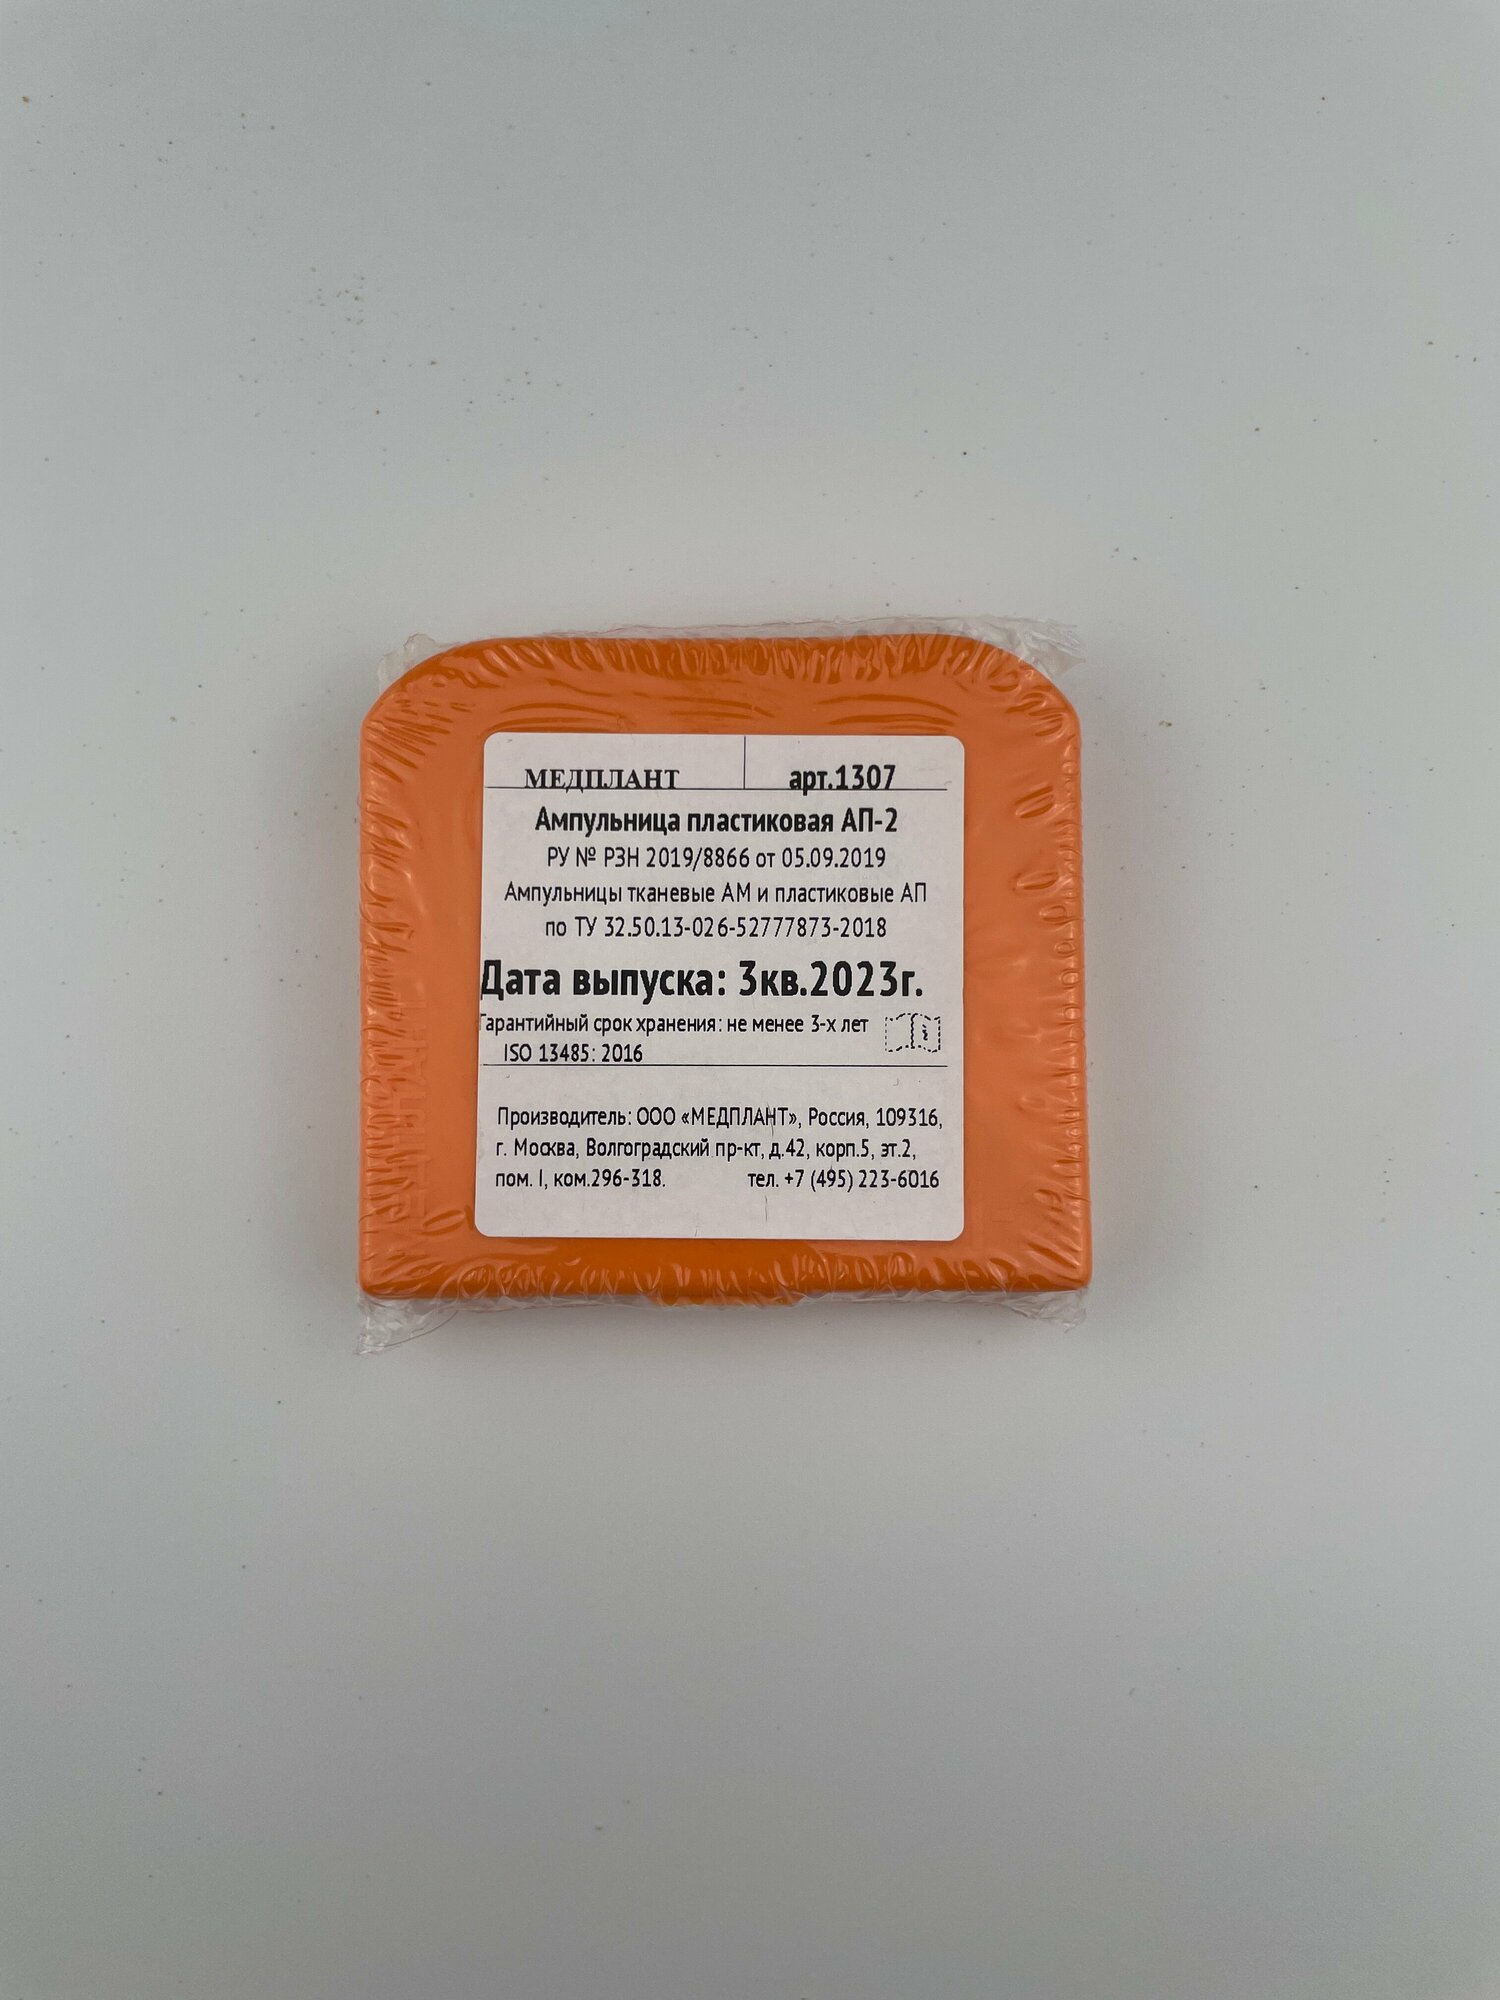 МЕДПЛАНТ арт.1307
Ампульница пластиковая АП-2
РУ № РЗН 2019/8866 от 05.09.2019
Ампульницы тканевые АМ и пластиковые АП
по ТУ 32.50.13-026-52777873-2018
Дата выпуска: 3кв.2023г.
Гарантийный срок хранения: не менее 3-х лет
ISO 13485: 2016
Производитель: ООО «МЕДПЛАНТ», Россия, 109316,
г. Москва, Волгоградский пр-кт, д.42, корп.5, эт.2,
пом. I, ком.296-318. тел. +7 (495) 223-6016